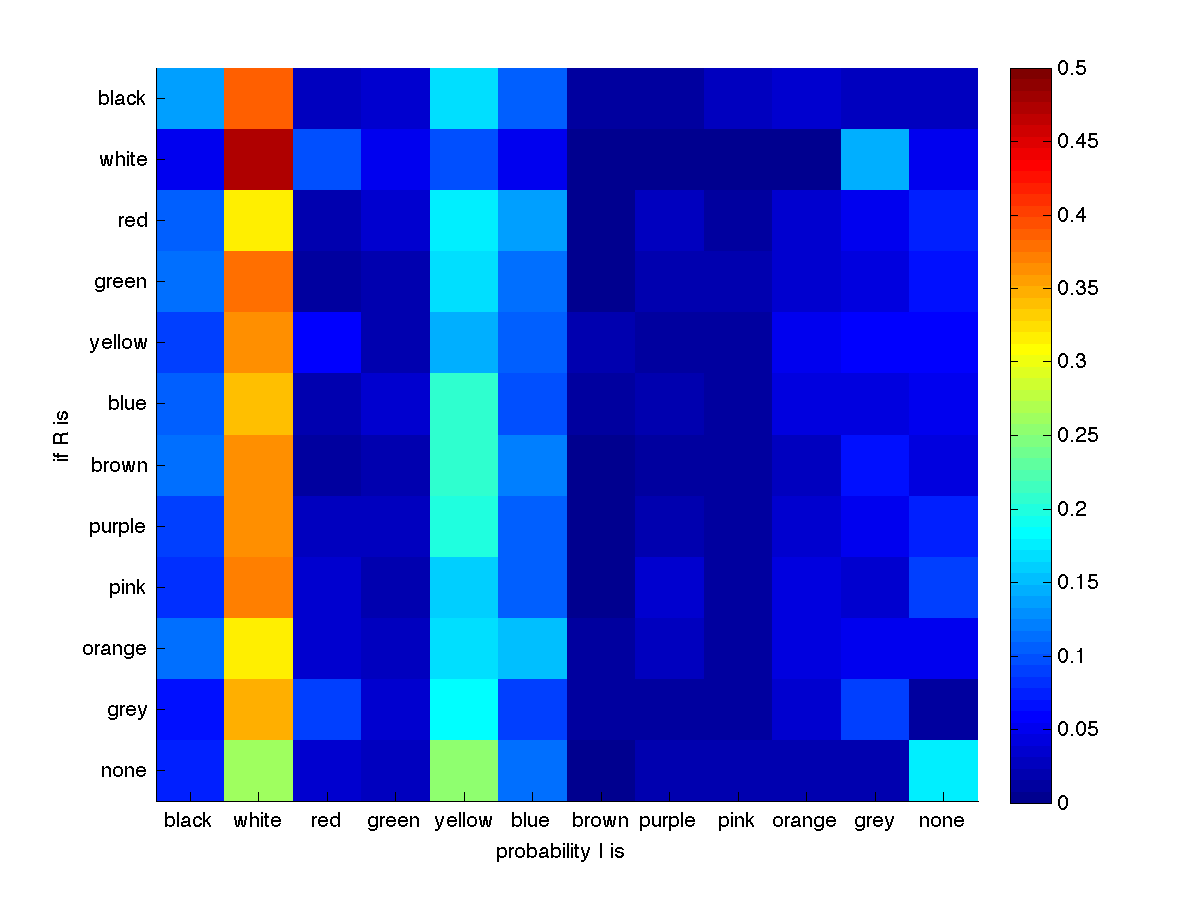 black
white
red
green
yellow
blue
brown
purple
pink
orange
grey
none
if R is
black white red green yellow blue brown purple pink orange grey none
probability I is
0.5
0.45
0.4
0.35
0.3
0.25
0.2
0.15
0.1
0.05
0